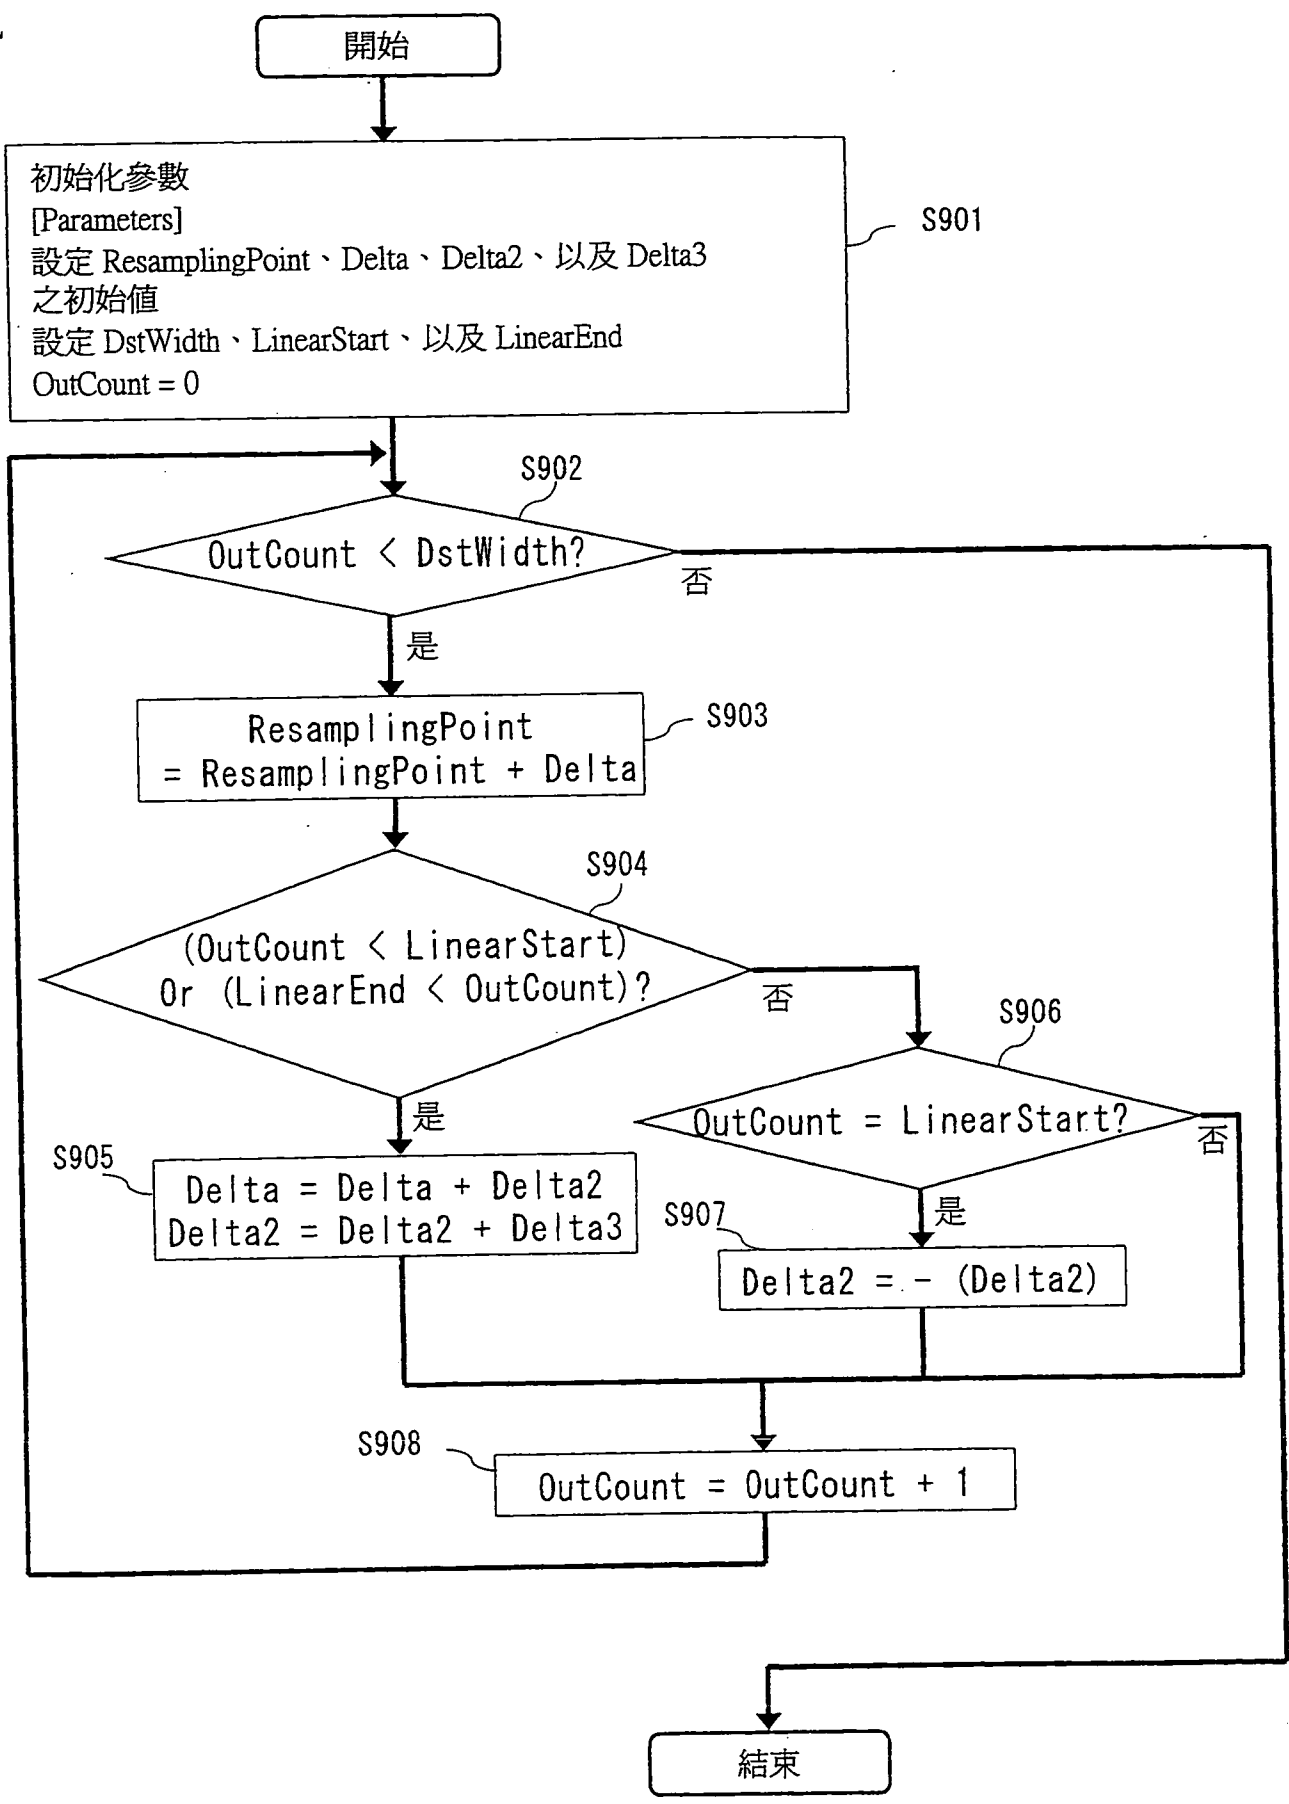 開始
初始化參數
[Parameters]
設定 ResamplingPoint、Delta、Delta2、以及 Delta3
之初始值
設定 DstWidth、LinearStart、以及 LinearEnd
OutCount = 0
S901
S902
OutCount < DstWidth?
否
是
ResamplingPoint
= ResamplingPoint + Delta
S903
S904
(OutCount < LinearStart)
Or (LinearEnd < OutCount)?
否
是
S906
OutCount = LinearStart?
否
是
S905
Delta = Delta + Delta2
Delta2 = Delta2 + Delta3
S907
Delta2 = - (Delta2)
S908
OutCount = OutCount + 1
結束